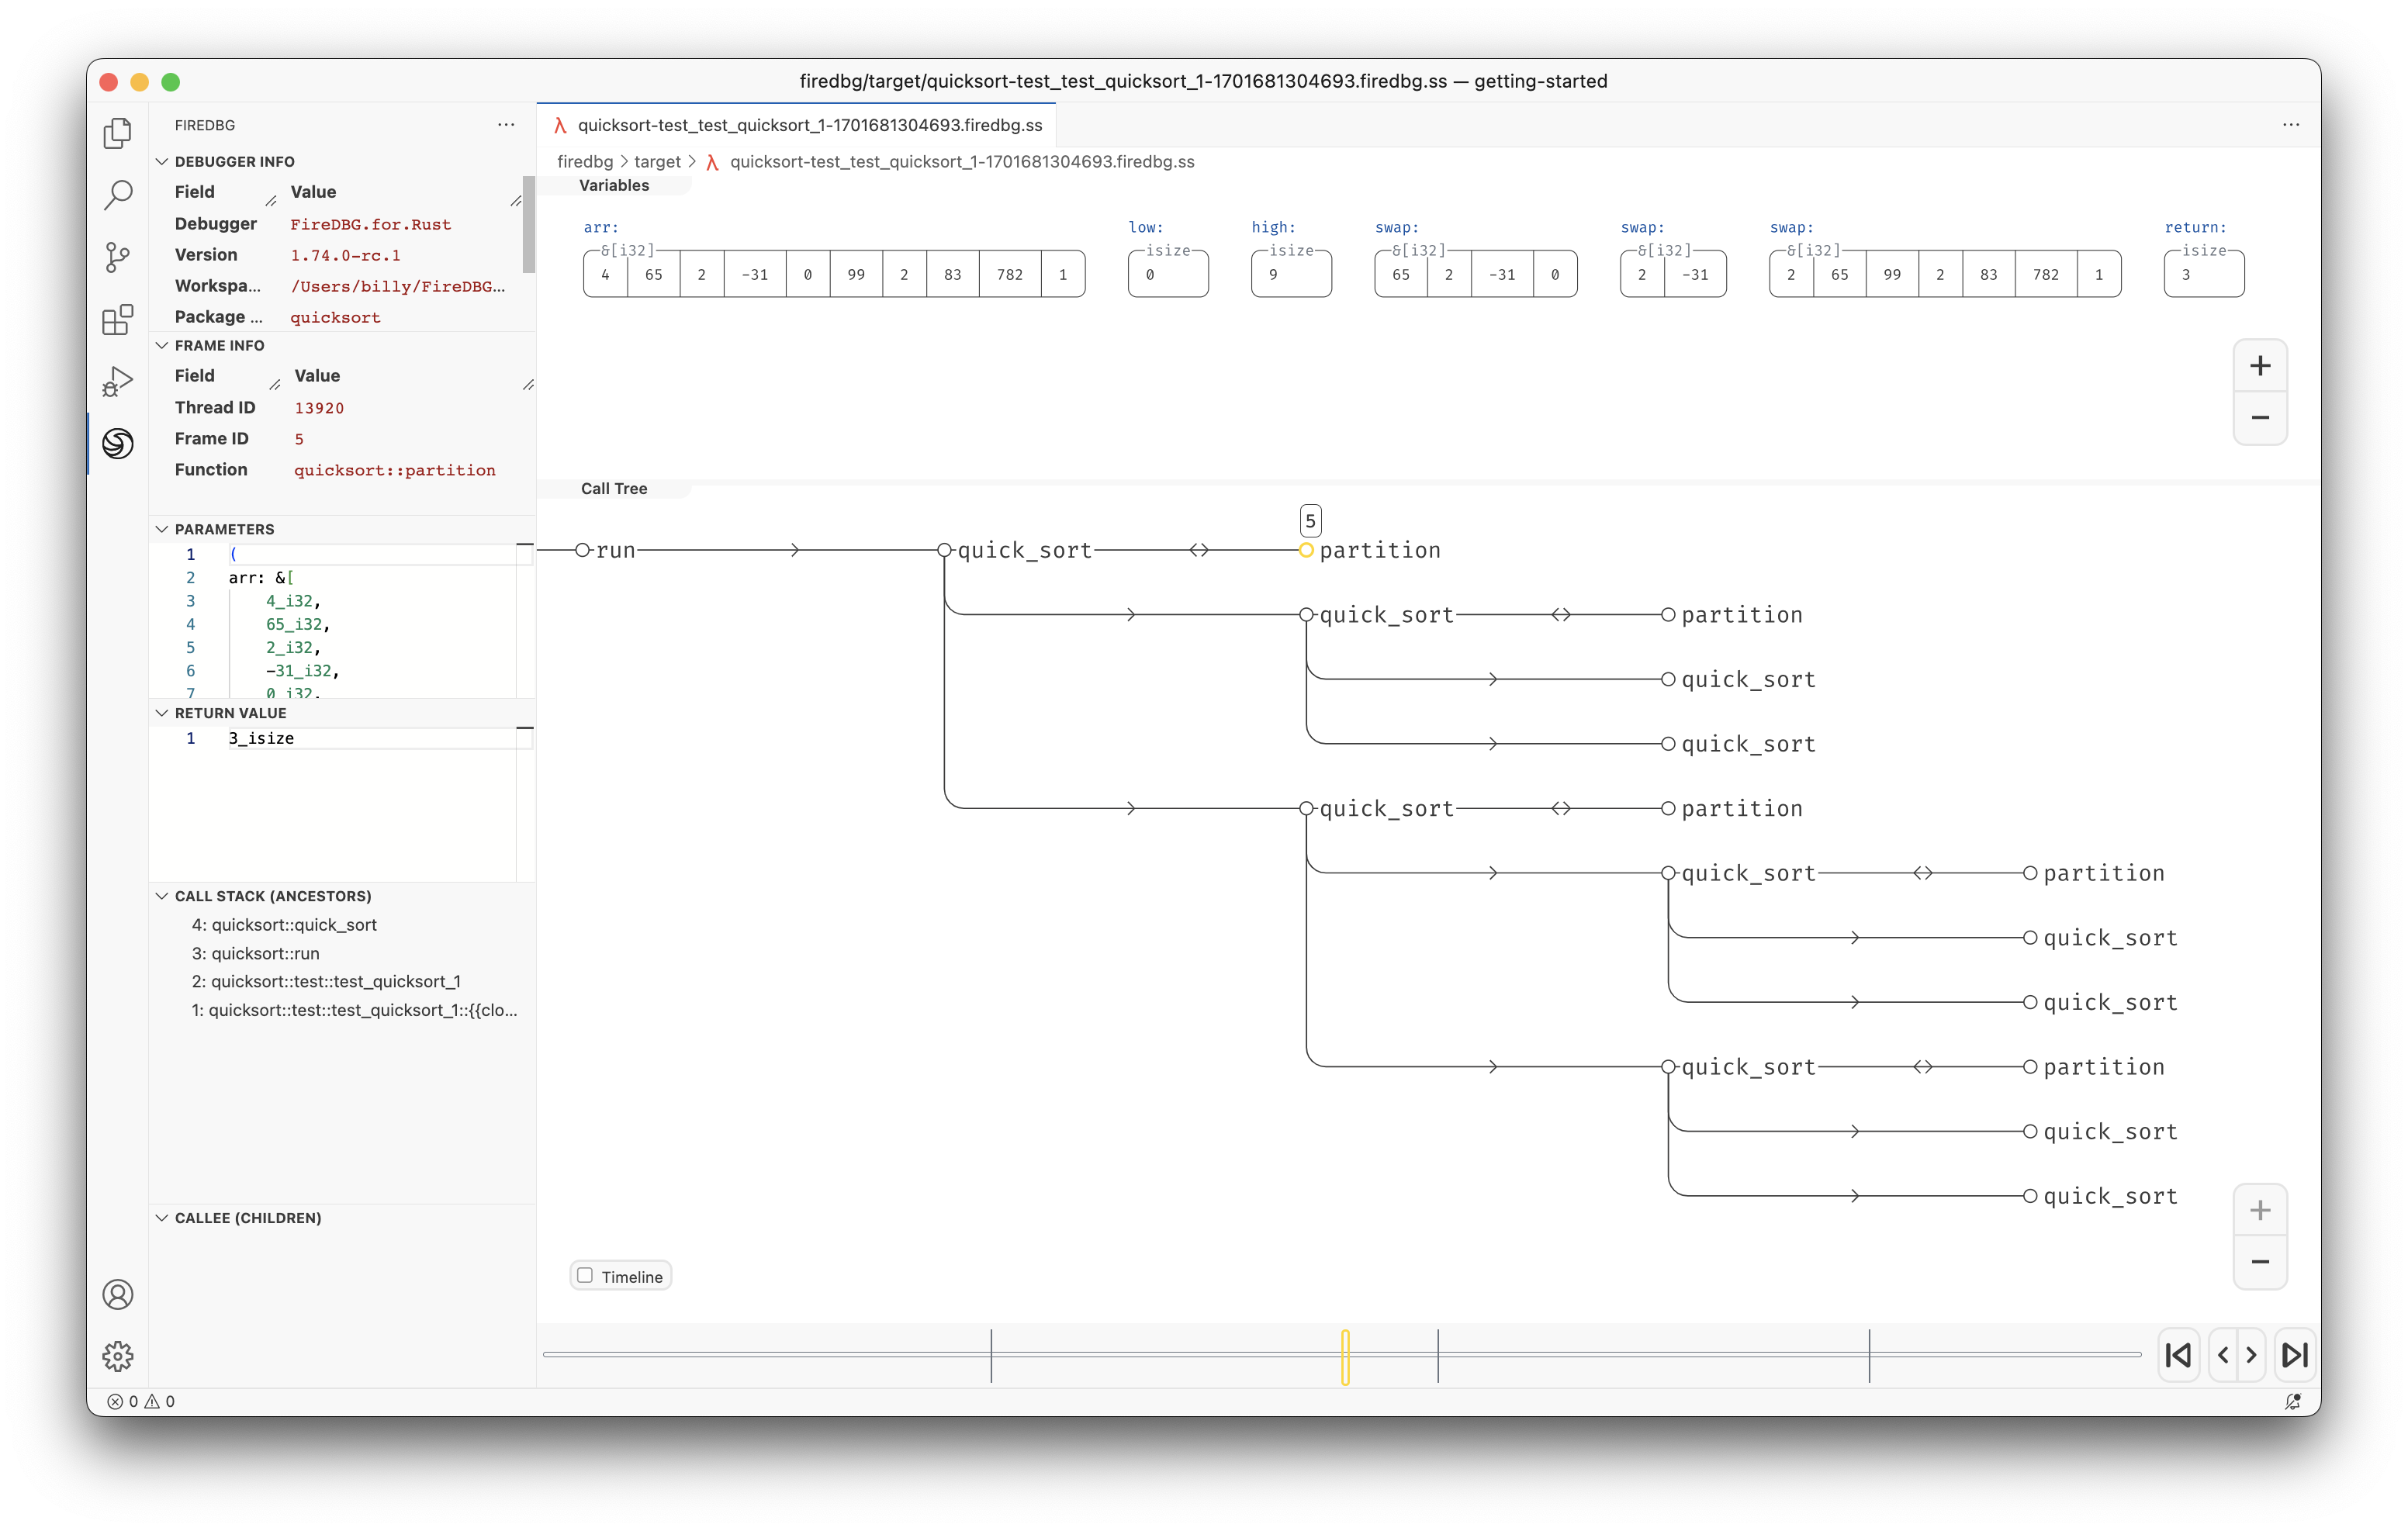 firedbg/target/quicksort-test_test_quicksort_1-1701681304693.firedbg.ss — getting-started
FIREDBG
DEBUGGER INFO
Field Value
Debugger FireDBG.for.Rust
Version 1.74.0-rc.1
Workspa... /Users/billy/FireDBG...
Package ... quicksort
FRAME INFO
Field Value
Thread ID 13920
Frame ID 5
Function quicksort::partition
PARAMETERS
1 (
2 arr: &[
3 4_i32,
4 65_i32,
5 2_i32,
6 -31_i32,
7 0_i32,
RETURN VALUE
1 3_isize
CALL STACK (ANCESTORS)
4: quicksort::quick_sort
3: quicksort::run
2: quicksort::test::test_quicksort_1
1: quicksort::test::test_quicksort_1::{{clo...
CALLEE (CHILDREN)
λ quicksort-test_test_quicksort_1-1701681304693.firedbg.ss
firedbg > target > λ quicksort-test_test_quicksort_1-1701681304693.firedbg.ss
Variables
arr: low: high: swap: swap: swap: return:
&[i32] isize isize &[i32] &[i32] &[i32] isize
4 65 2 -31 0 99 2 83 782 1 0 9 65 2 -31 0 2 -31 2 65 99 2 83 782 1 3
Call Tree
5
run quick_sort partition
quick_sort partition
quick_sort
quick_sort
quick_sort partition
quick_sort partition
quick_sort
quick_sort
quick_sort partition
quick_sort
quick_sort
Timeline
0 0